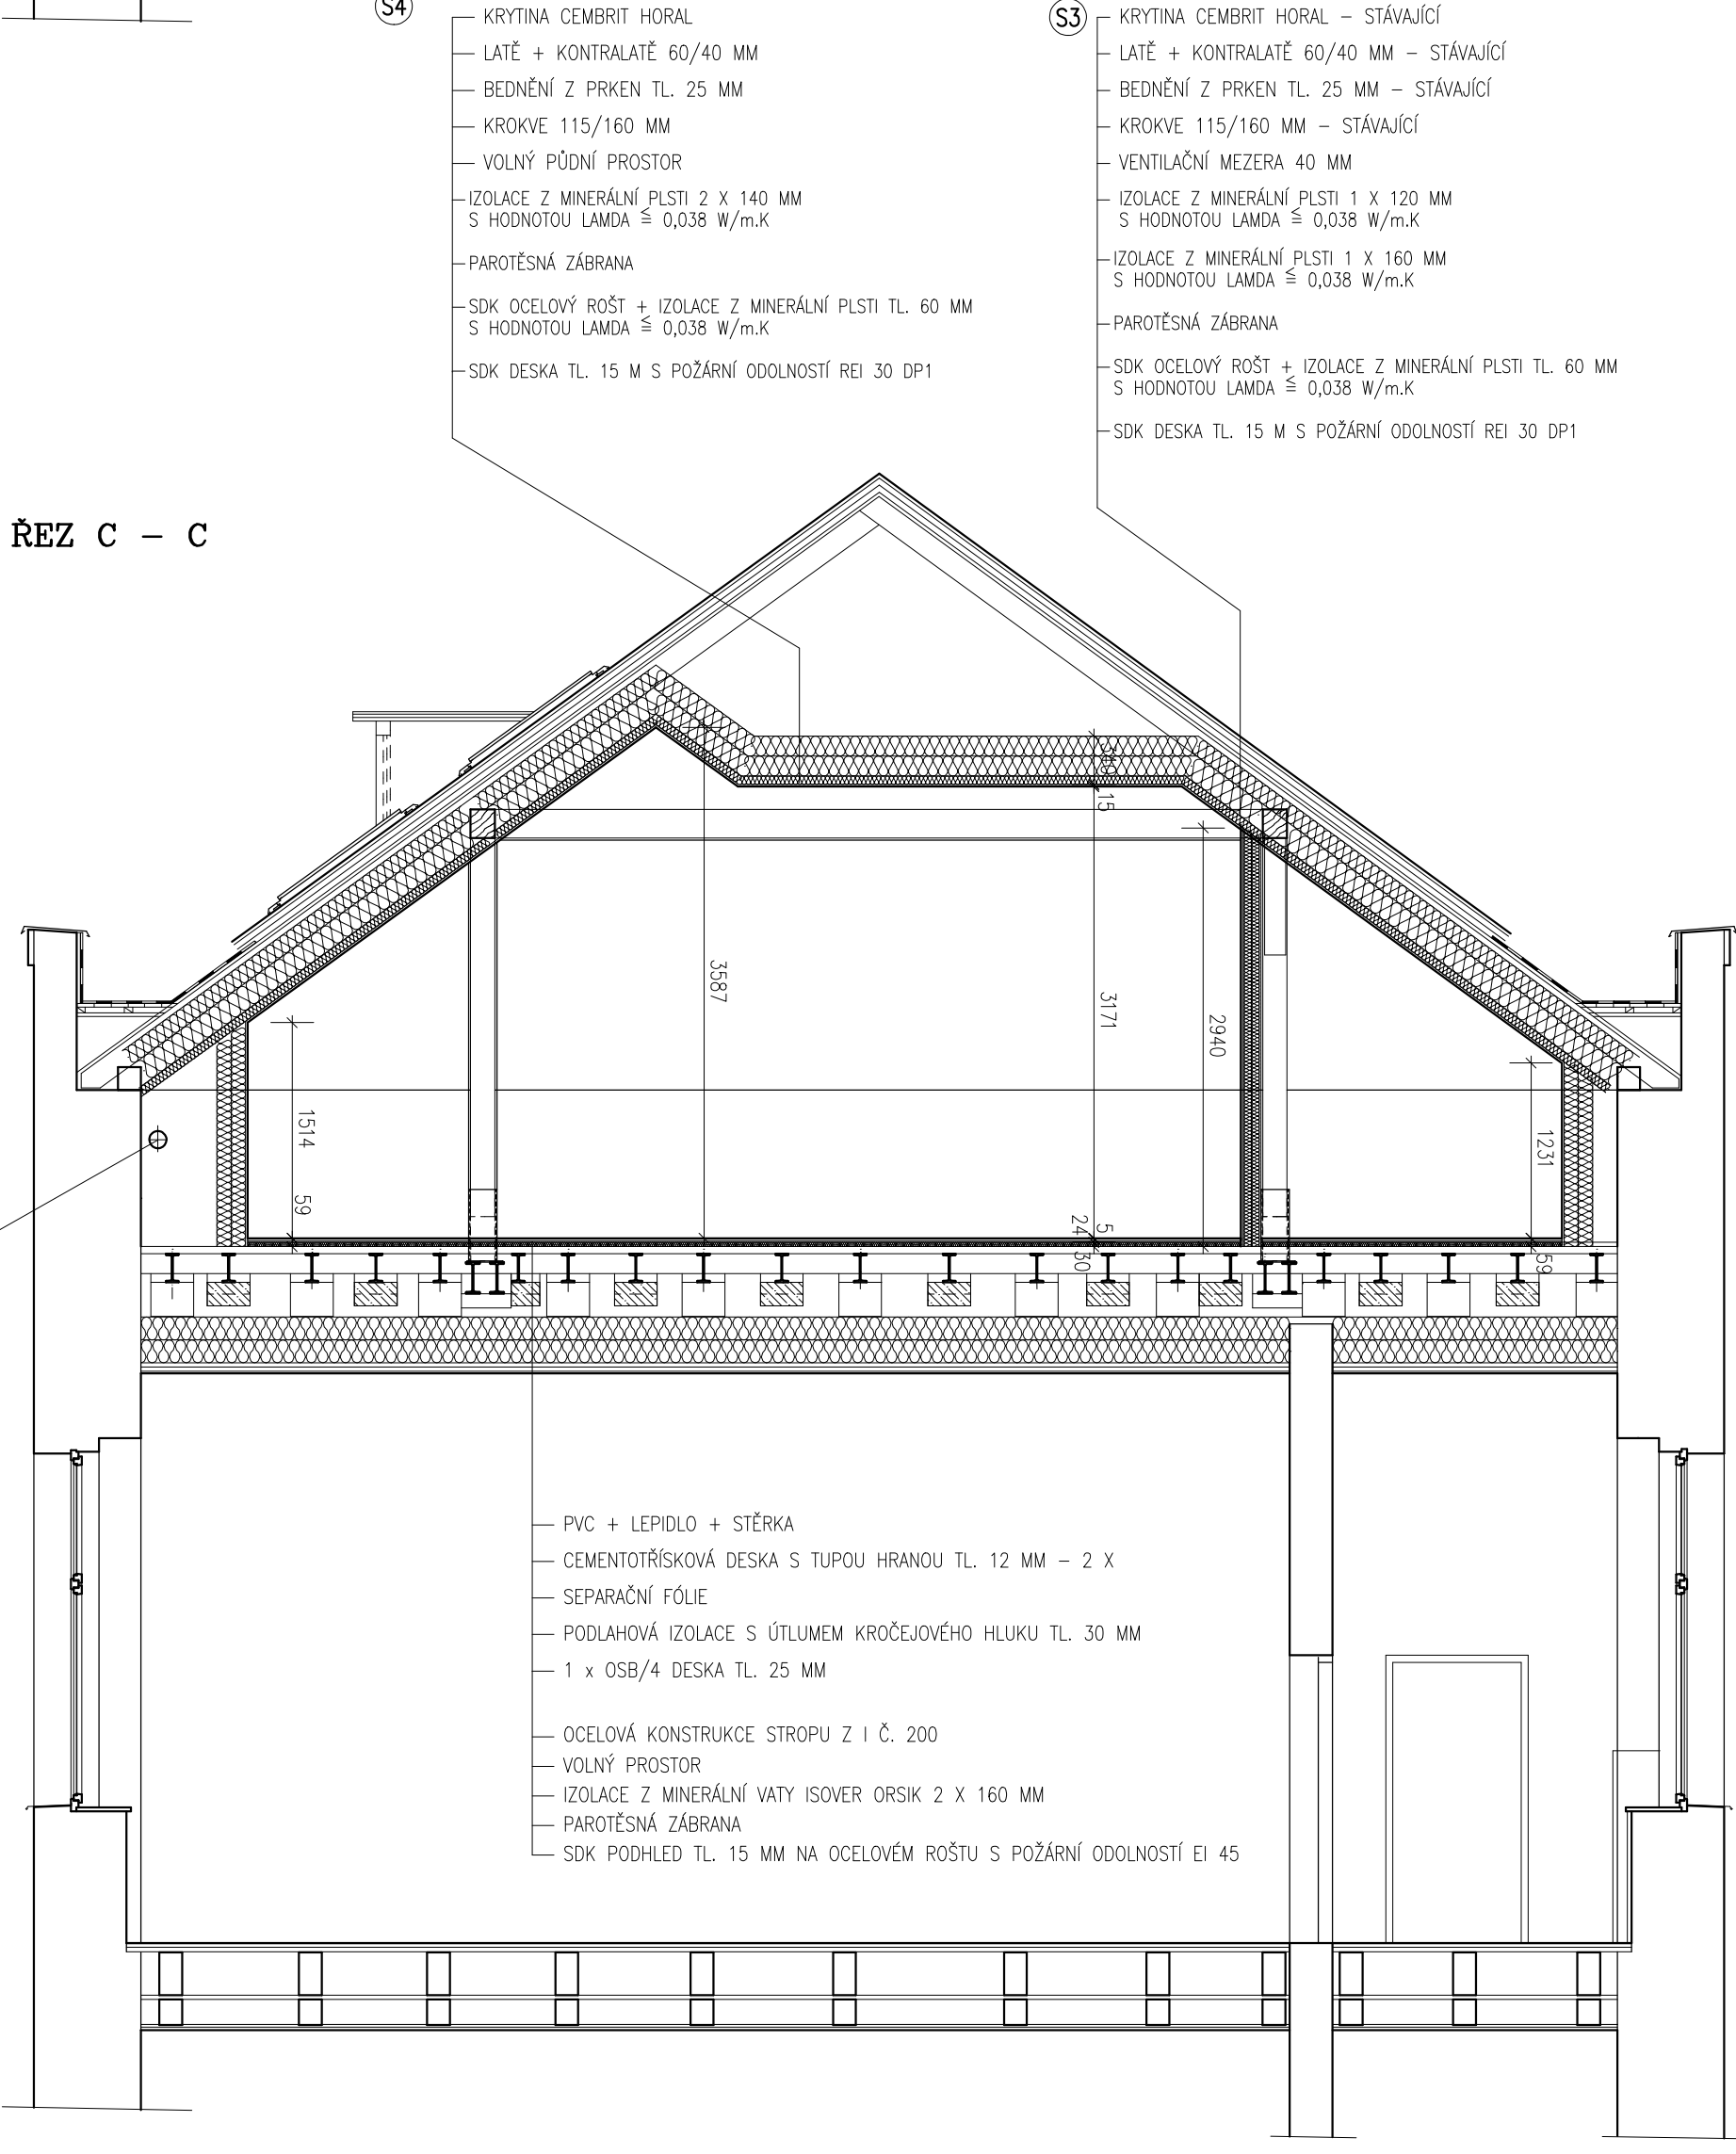 S4
KRYTINA CEMBRIT HORAL
LATĚ + KONTRALATĚ 60/40 MM
BEDNĚNÍ Z PRKEN TL. 25 MM
KROKVE 115/160 MM
VOLNÝ PŮDNÍ PROSTOR
IZOLACE Z MINERÁLNÍ PLSTI 2 X 140 MM
S HODNOTOU LAMDA ≦ 0,038 W/m.K
PAROTĚSNÁ ZÁBRANA
SDK OCELOVÝ ROŠT + IZOLACE Z MINERÁLNÍ PLSTI TL. 60 MM
S HODNOTOU LAMDA ≦ 0,038 W/m.K
SDK DESKA TL. 15 M S POŽÁRNÍ ODOLNOSTÍ REI 30 DP1
S3
KRYTINA CEMBRIT HORAL – STÁVAJÍCÍ
LATĚ + KONTRALATĚ 60/40 MM – STÁVAJÍCÍ
BEDNĚNÍ Z PRKEN TL. 25 MM – STÁVAJÍCÍ
KROKVE 115/160 MM – STÁVAJÍCÍ
VENTILAČNÍ MEZERA 40 MM
IZOLACE Z MINERÁLNÍ PLSTI 1 X 120 MM
S HODNOTOU LAMDA ≦ 0,038 W/m.K
IZOLACE Z MINERÁLNÍ PLSTI 1 X 160 MM
S HODNOTOU LAMDA ≦ 0,038 W/m.K
PAROTĚSNÁ ZÁBRANA
SDK OCELOVÝ ROŠT + IZOLACE Z MINERÁLNÍ PLSTI TL. 60 MM
S HODNOTOU LAMDA ≦ 0,038 W/m.K
SDK DESKA TL. 15 M S POŽÁRNÍ ODOLNOSTÍ REI 30 DP1
ŘEZ C – C
340
15
3587
3171
2940
1514
59
1231
59
5
24
30
PVC + LEPIDLO + STĚRKA
CEMENTOTŘÍSKOVÁ DESKA S TUPOU HRANOU TL. 12 MM – 2 X
SEPARAČNÍ FÓLIE
PODLAHOVÁ IZOLACE S ÚTLUMEM KROČEJOVÉHO HLUKU TL. 30 MM
1 x OSB/4 DESKA TL. 25 MM
OCELOVÁ KONSTRUKCE STROPU Z I Č. 200
VOLNÝ PROSTOR
IZOLACE Z MINERÁLNÍ VATY ISOVER ORSIK 2 X 160 MM
PAROTĚSNÁ ZÁBRANA
SDK PODHLED TL. 15 MM NA OCELOVÉM ROŠTU S POŽÁRNÍ ODOLNOSTÍ EI 45